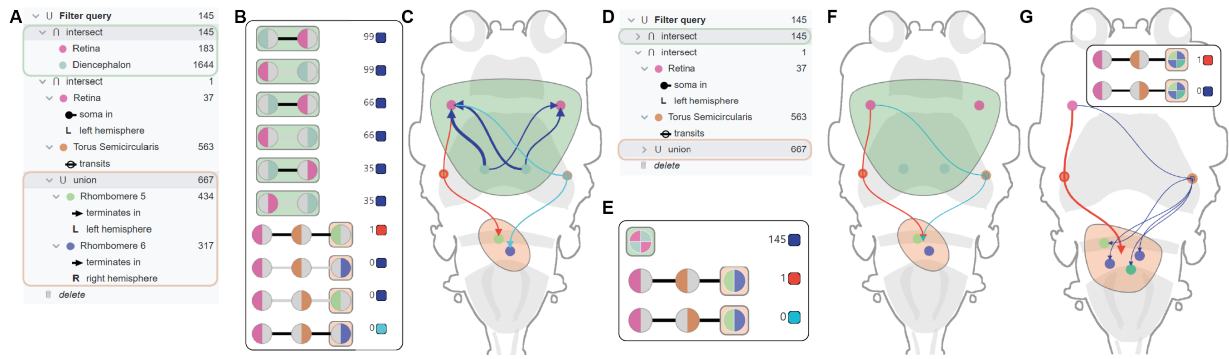 A
Filter query 145
intersect 145
Retina 183
Diencephalon 1644
intersect 1
Retina 37
soma in
L left hemisphere
Torus Semicircularis 563
transits
union 667
Rhombomere 5 434
terminates in
L left hemisphere
Rhombomere 6 317
terminates in
R right hemisphere
delete
B
99
99
66
66
35
35
1
0
0
0
C
D
Filter query 145
intersect 145
intersect 1
Retina 37
soma in
L left hemisphere
Torus Semicircularis 563
transits
union 667
delete
E
145
1
0
F
G
1
0